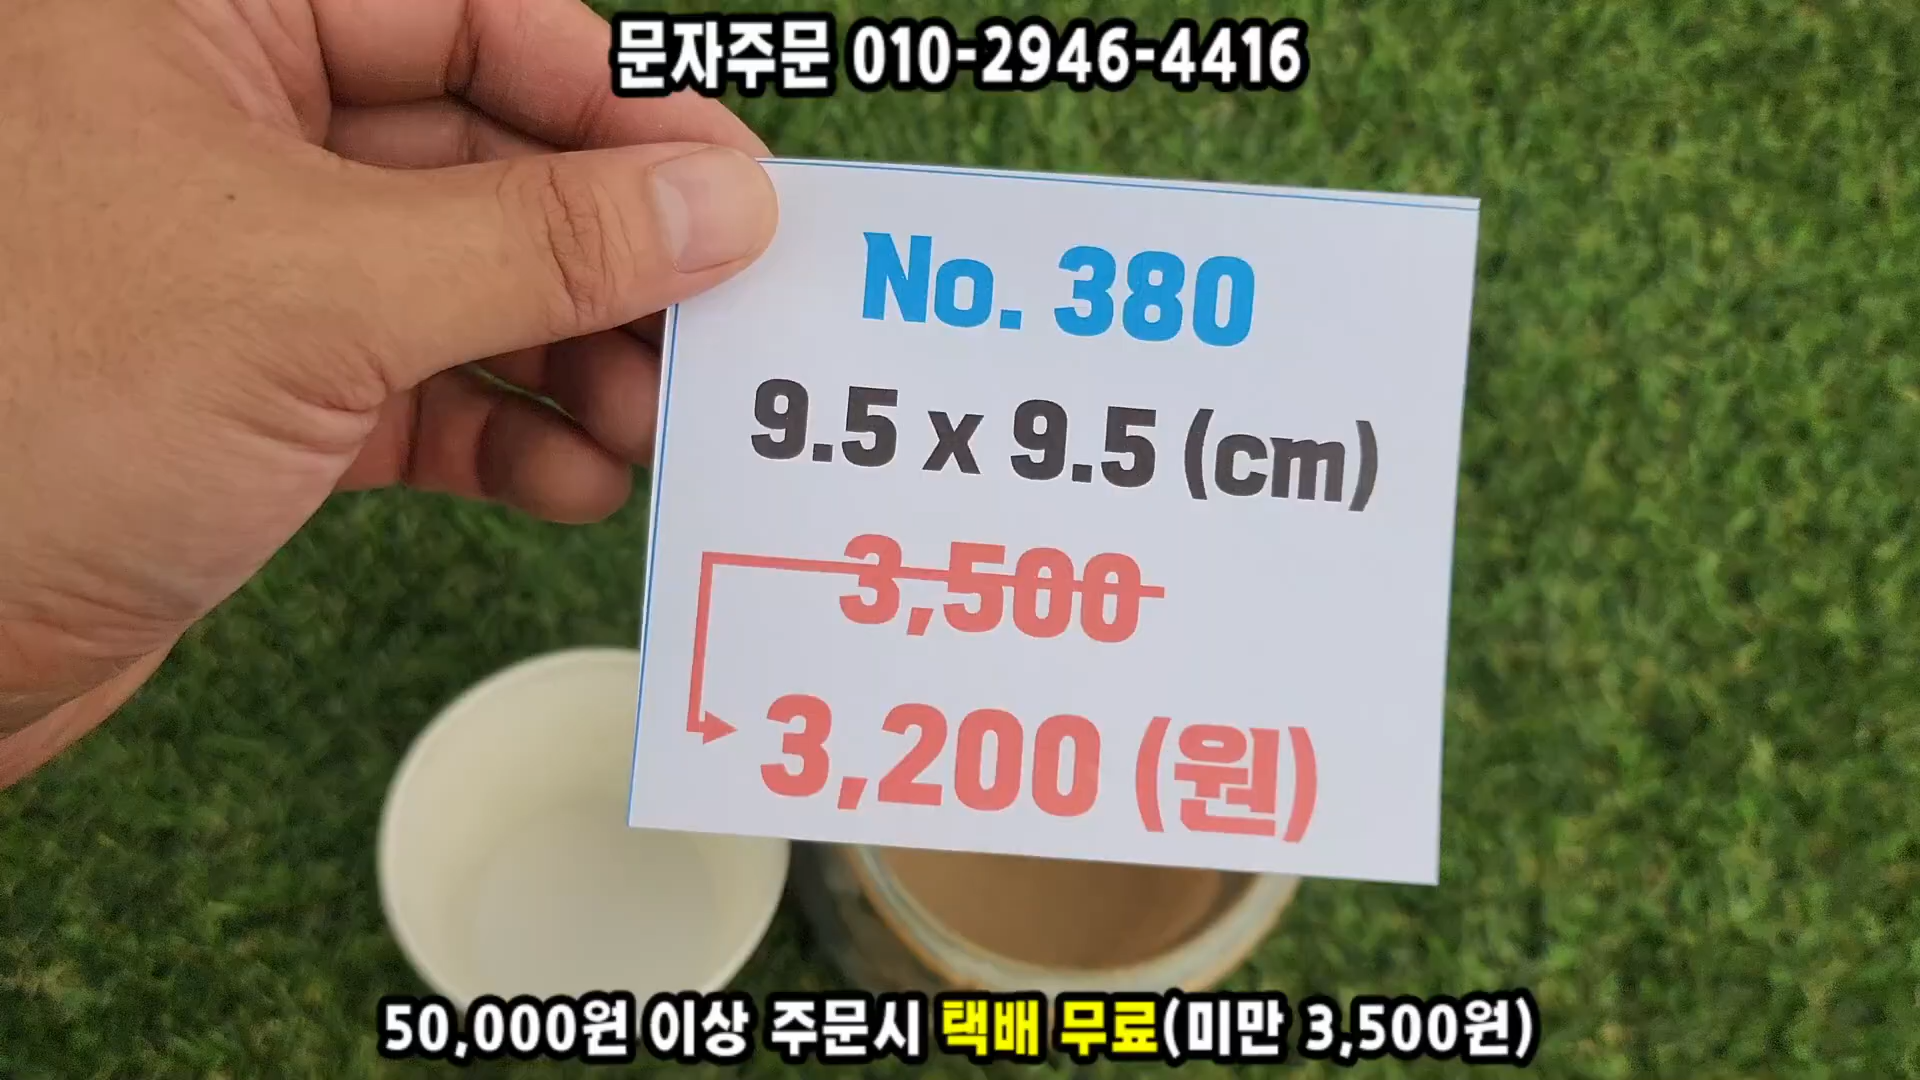 문자주문 010-2946-4416
No. 380
9.5 x 9.5 (cm)
3,500
3,200 (원)
50,000원 이상 주문시 택배 무료(미만 3,500원)